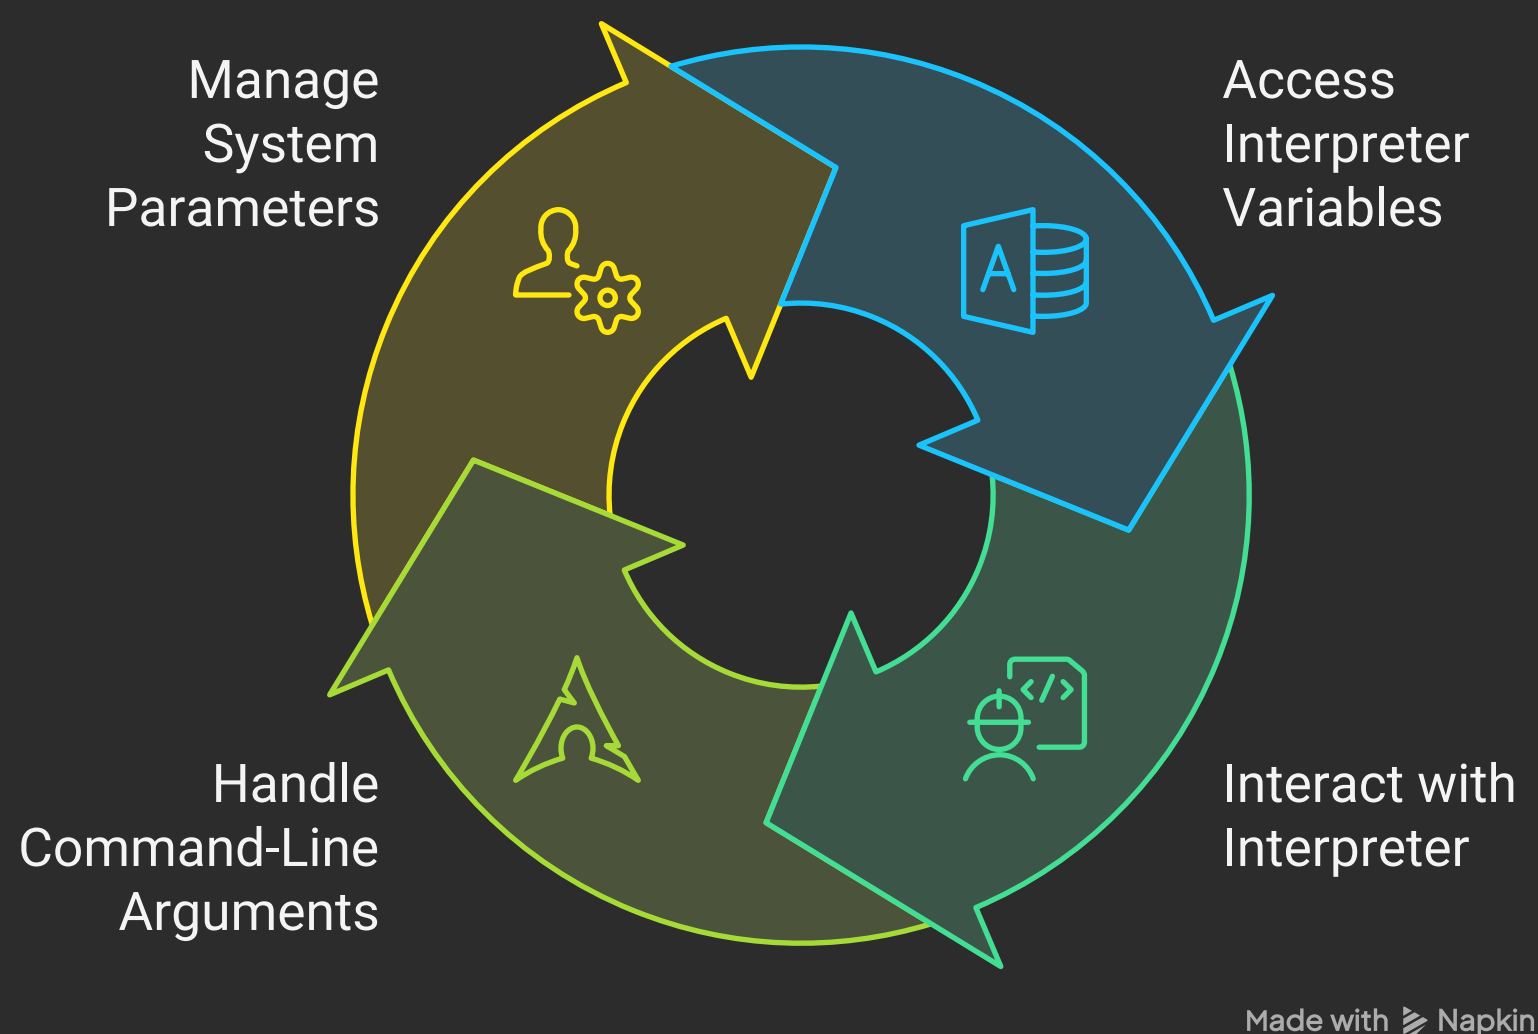 Manage
System
Parameters
Access
Interpreter
Variables
A
</>
Handle
Command-Line
Arguments
Interact with
Interpreter
Made with Napkin